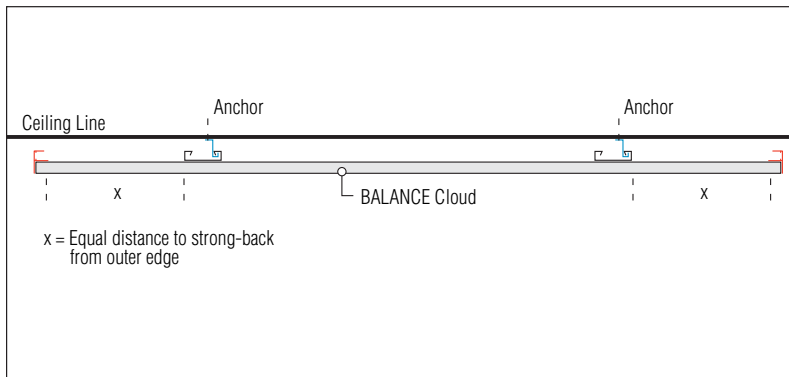 Anchor
Anchor
Ceiling Line
x
x
BALANCE Cloud
x = Equal distance to strong-back
from outer edge